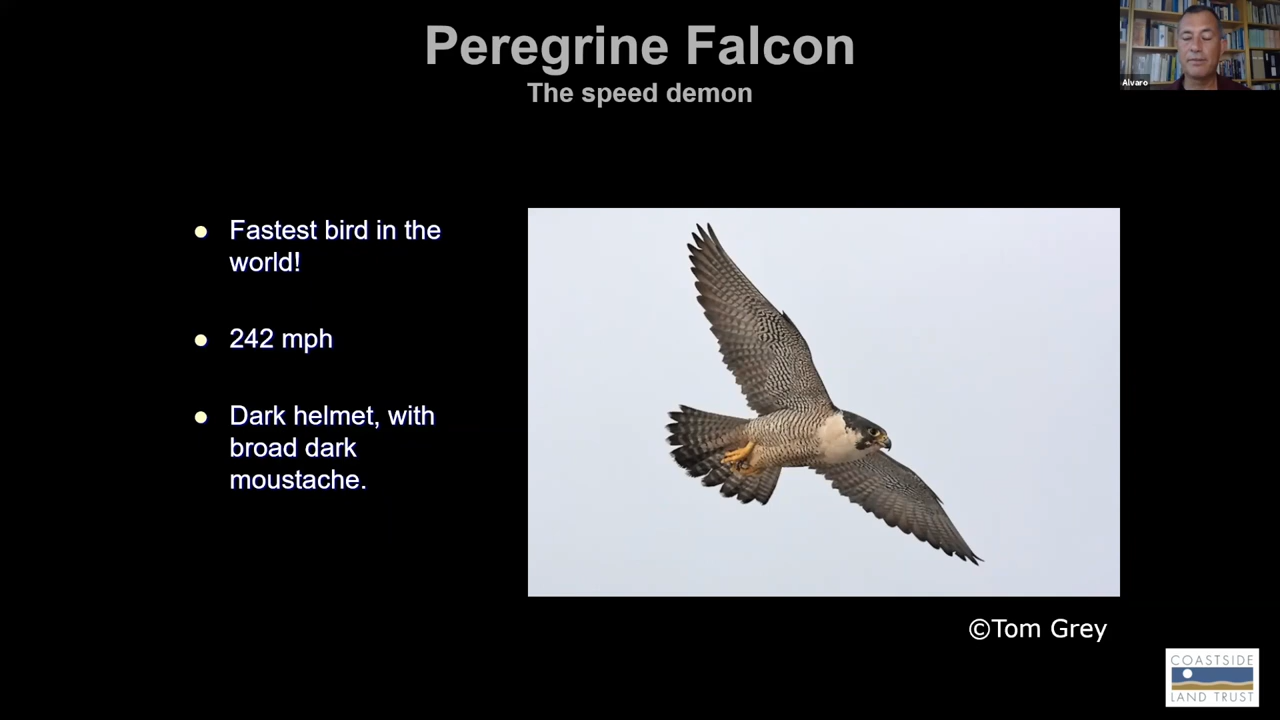 Peregrine Falcon
The speed demon
Alvaro
Fastest bird in the
world!
242 mph
Dark helmet, with
broad dark
moustache.
©Tom Grey
COASTSIDE
LAND TRUST